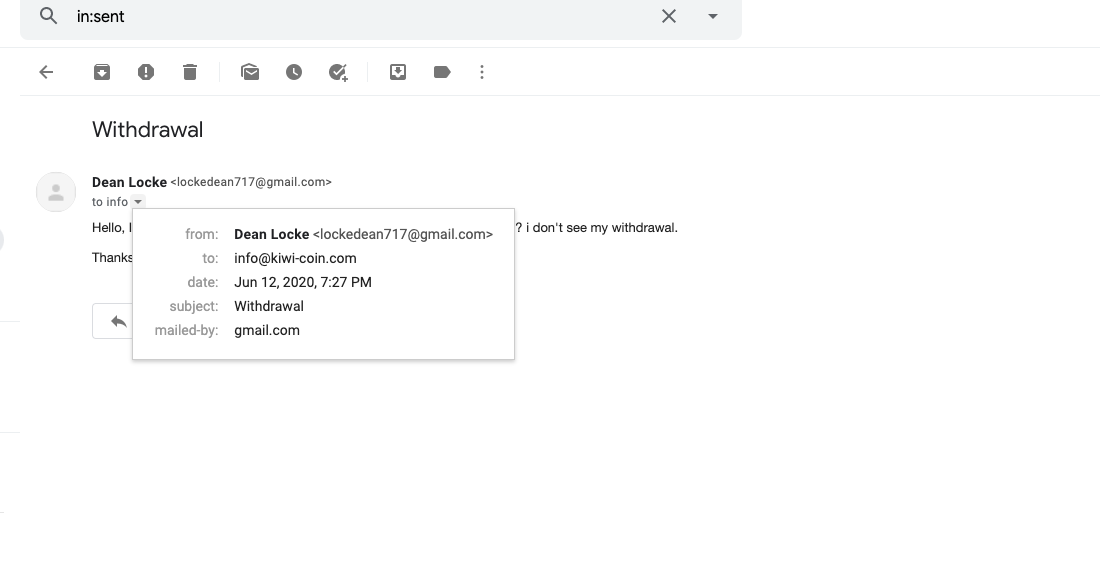 in:sent
Withdrawal
Dean Locke <lockedean717@gmail.com>
to info
Hello, I ? i don't see my withdrawal.
Thanks
from: Dean Locke <lockedean717@gmail.com>
to: info@kiwi-coin.com
date: Jun 12, 2020, 7:27 PM
subject: Withdrawal
mailed-by: gmail.com